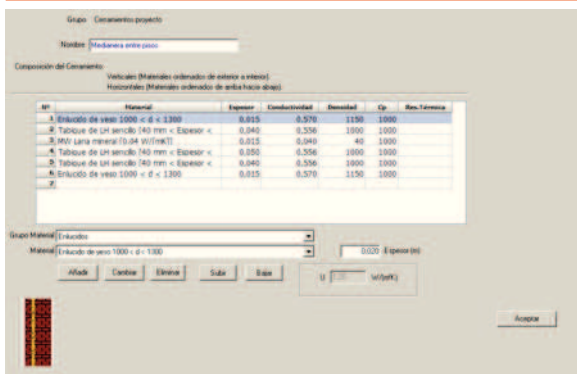 Grupo Cerramientos proyecto
Nombre Medianera entre pisos
Composición del Cerramiento:
Verticales (Materiales ordenados de exterior a interior).
Horizontales (Materiales ordenados de arriba hacia abajo).
Nº Material Espesor Conductividad Densidad Cp Res.Térmica
1 Enlucido de yeso 1000 < d < 1300 0,015 0,570 1150 1000
2 Tabique de LH sencillo [40 mm < Espesor < 0,040 0,556 1000 1000
3 MW Lana mineral [0.04 W/[mK]] 0,015 0,040 40 1000
4 Tabique de LH sencillo [40 mm < Espesor < 0,050 0,556 1000 1000
5 Tabique de LH sencillo [40 mm < Espesor < 0,040 0,556 1000 1000
6 Enlucido de yeso 1000 < d < 1300 0,015 0,570 1150 1000
7
Grupo Material Enlucidos
Material Enlucido de yeso 1000 < d < 1300 0,020 Espesor (m)
Añadir Cambiar Eliminar Sube Baja
U W/(m²K)
Aceptar